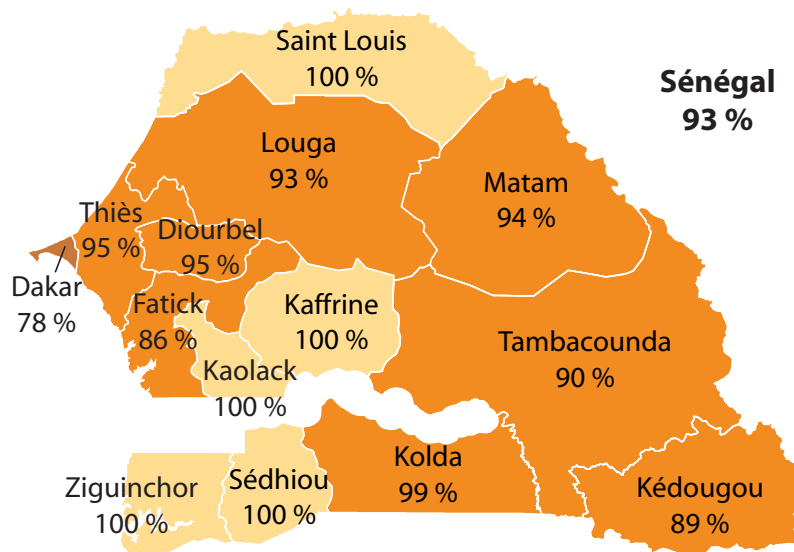 Saint Louis
100 %
Sénégal
93 %
Louga
93 %
Matam
94 %
Thiès
95 %
Diourbel
95 %
Dakar
78 %
Fatick
86 %
Kaffrine
100 %
Kaolack
100 %
Tambacounda
90 %
Ziguinchor
100 %
Sédhiou
100 %
Kolda
99 %
Kédougou
89 %